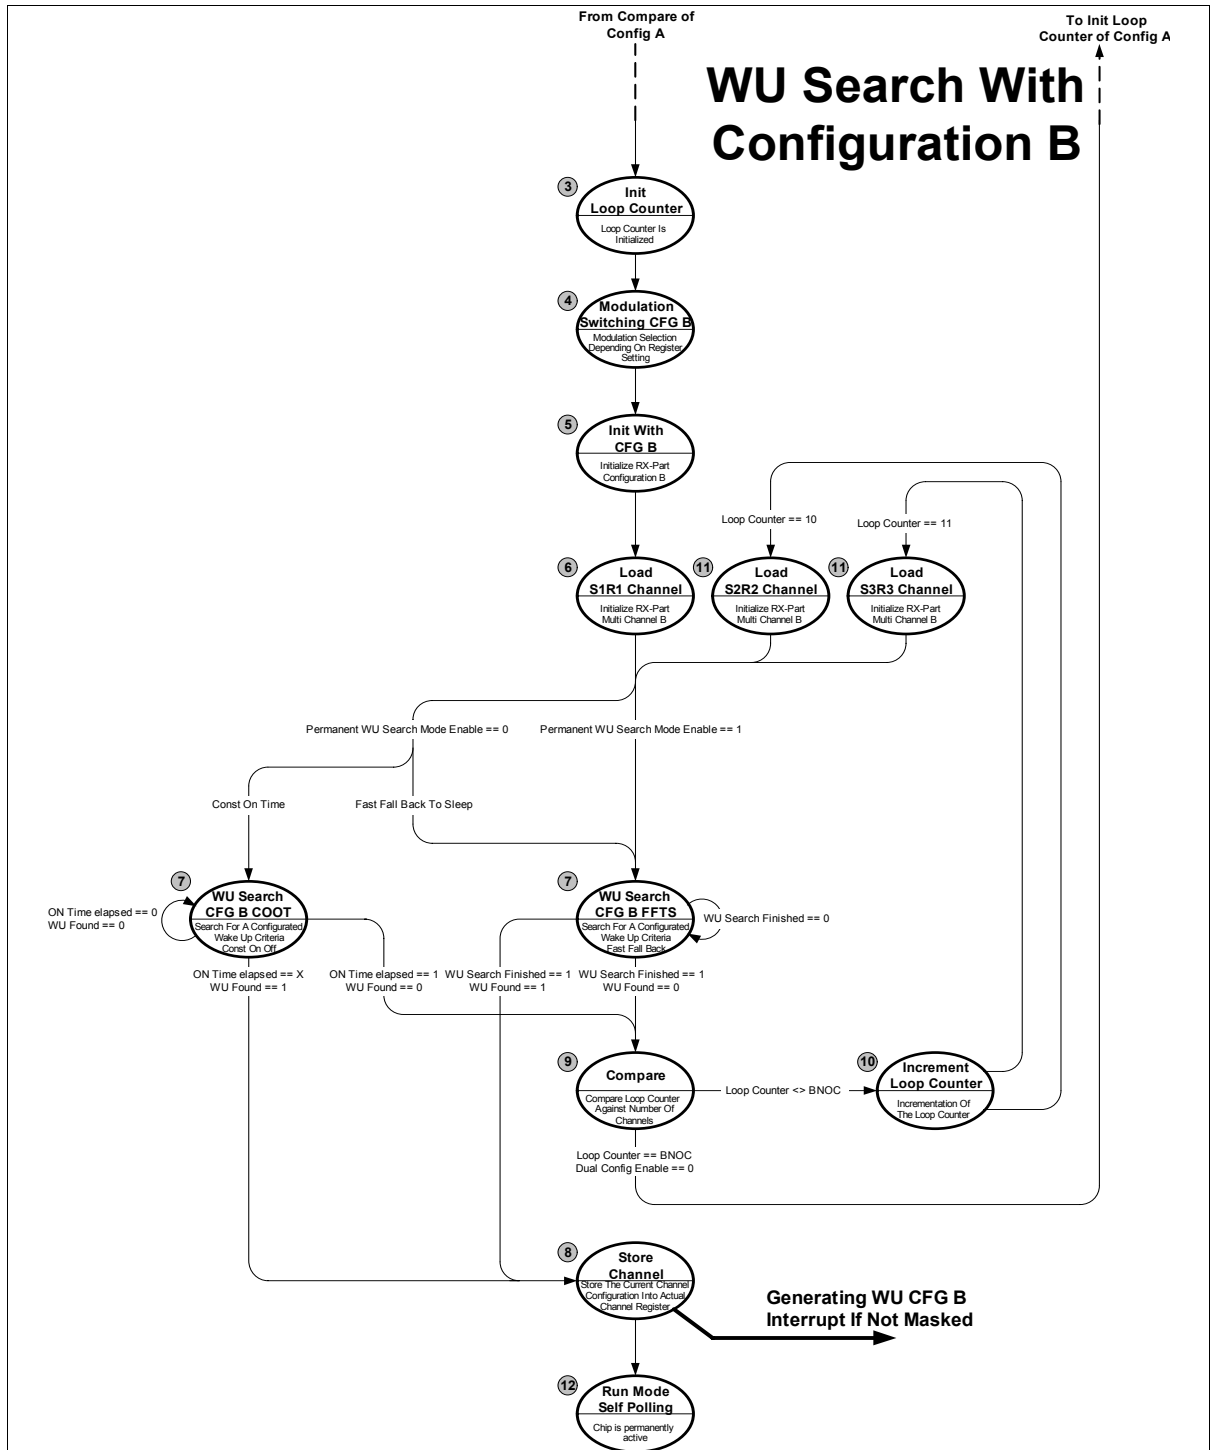 From Compare of
Config A
To Init Loop
Counter of Config A
WU Search With
Configuration B
3
Init
Loop Counter
Loop Counter Is
Initialized
4
Modulation
Switching CFG B
Modulation Selection
Depending On Register
Setting
5
Init With
CFG B
Initialize RX-Part
Configuration B
Loop Counter == 10
Loop Counter == 11
6
Load
S1R1 Channel
Initialize RX-Part
Multi Channel B
11
Load
S2R2 Channel
Initialize RX-Part
Multi Channel B
11
Load
S3R3 Channel
Initialize RX-Part
Multi Channel B
Permanent WU Search Mode Enable == 0
Permanent WU Search Mode Enable == 1
Const On Time
Fast Fall Back To Sleep
7
WU Search
CFG B COOT
Search For A Configurated
Wake Up Criteria
Const On Off
ON Time elapsed == 0
WU Found == 0
7
WU Search
CFG B FFTS
Search For A Configurated
Wake Up Criteria
Fast Fall Back
WU Search Finished == 0
ON Time elapsed == X
WU Found == 1
ON Time elapsed == 1
WU Found == 0
WU Search Finished == 1
WU Found == 1
WU Search Finished == 1
WU Found == 0
9
Compare
Compare Loop Counter
Against Number Of
Channels
Loop Counter <> BNOC
10
Increment
Loop Counter
Incrementation Of
The Loop Counter
Loop Counter == BNOC
Dual Config Enable == 0
8
Store
Channel
Store The Current Channel
Configuration Into Actual
Channel Register
Generating WU CFG B
Interrupt If Not Masked
12
Run Mode
Self Polling
Chip is permanently
active